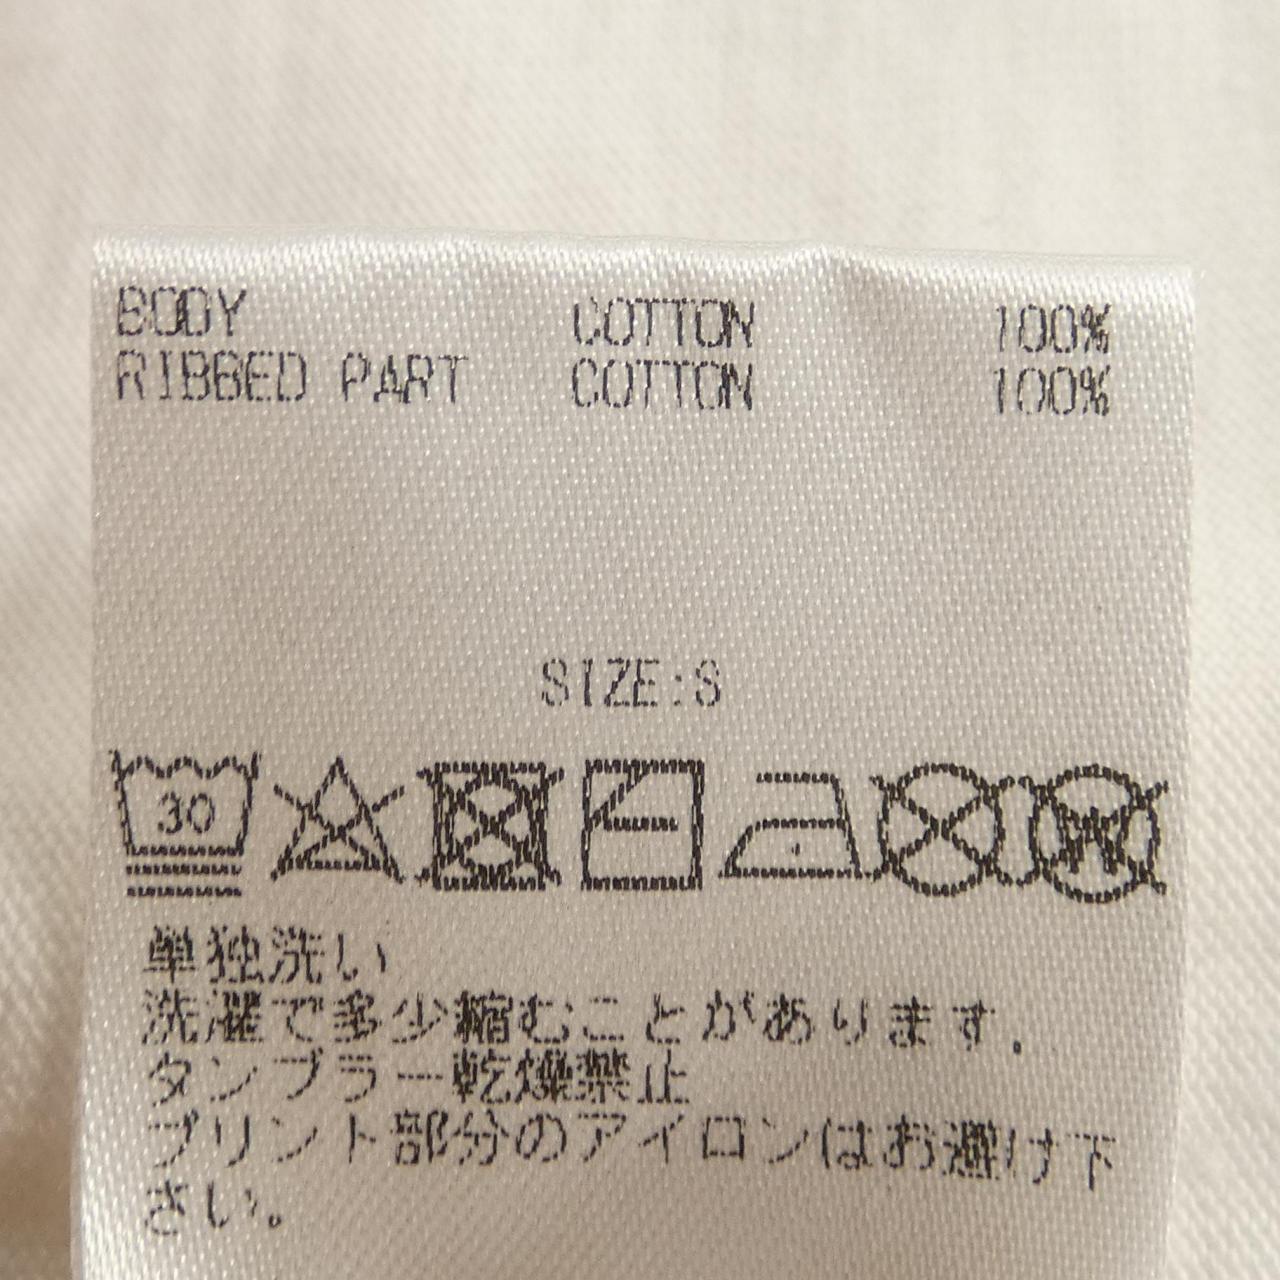 BODY COTTON 100%
RIBBED PART COTTON 100%
SIZE:S
30
W
単独洗い
洗濯で多少縮むことがあります.
タンブラー乾燥禁止
プリント部分のアイロンはお避け下
さい。